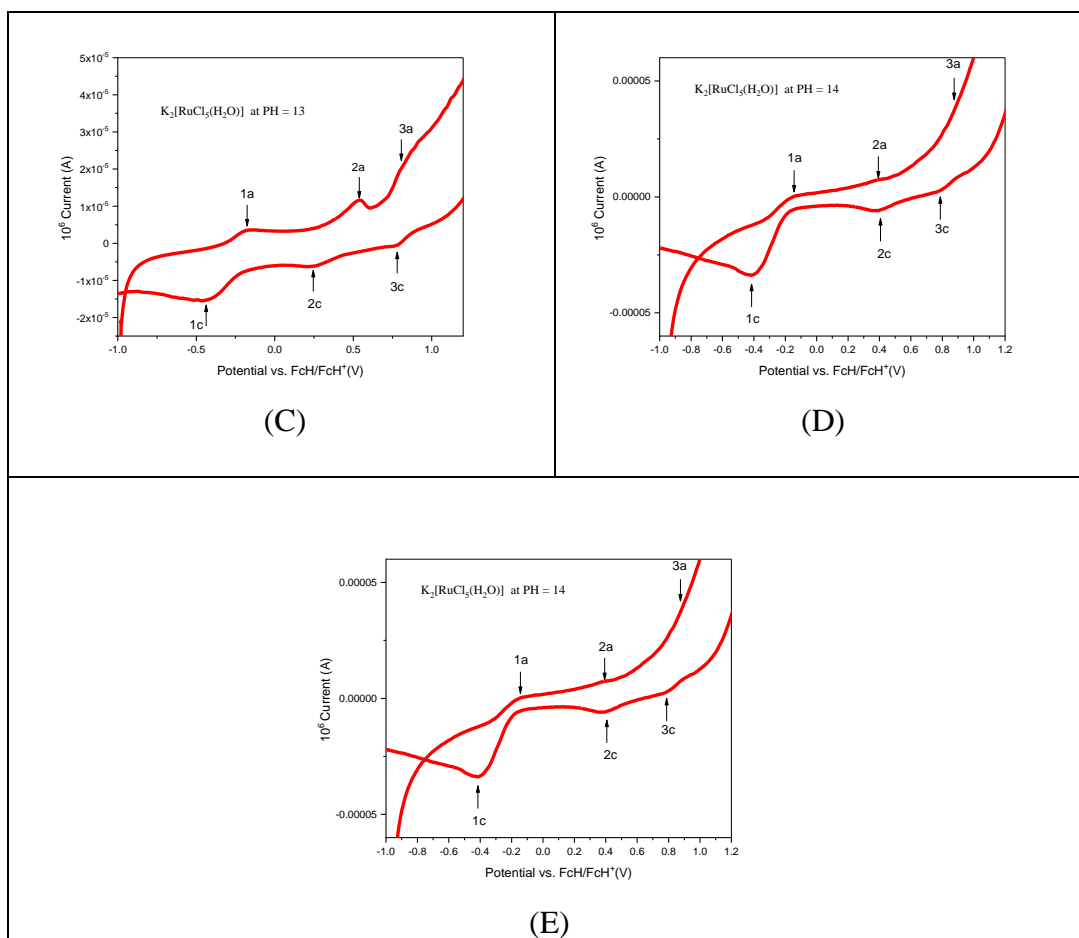 5x10⁻⁵
4x10⁻⁵
3x10⁻⁵
2x10⁻⁵
1x10⁻⁵
0
-1x10⁻⁵
-2x10⁻⁵
10⁶ Current (A)
K₂[RuCl₅(H₂O)] at PH = 13
1a
2a
3a
1c
2c
3c
-1.0 -0.5 0.0 0.5 1.0
Potential vs. FcH/FcH⁺(V)
(C)
0.00005
0.00000
-0.00005
10⁶ Current (A)
K₂[RuCl₅(H₂O)] at PH = 14
1a
2a
3a
1c
2c
3c
-1.0 -0.8 -0.6 -0.4 -0.2 0.0 0.2 0.4 0.6 0.8 1.0 1.2
Potential vs. FcH/FcH⁺(V)
(D)
0.00005
0.00000
-0.00005
10⁶ Current (A)
K₂[RuCl₅(H₂O)] at PH = 14
1a
2a
3a
1c
2c
3c
-1.0 -0.8 -0.6 -0.4 -0.2 0.0 0.2 0.4 0.6 0.8 1.0 1.2
Potential vs. FcH/FcH⁺(V)
(E)